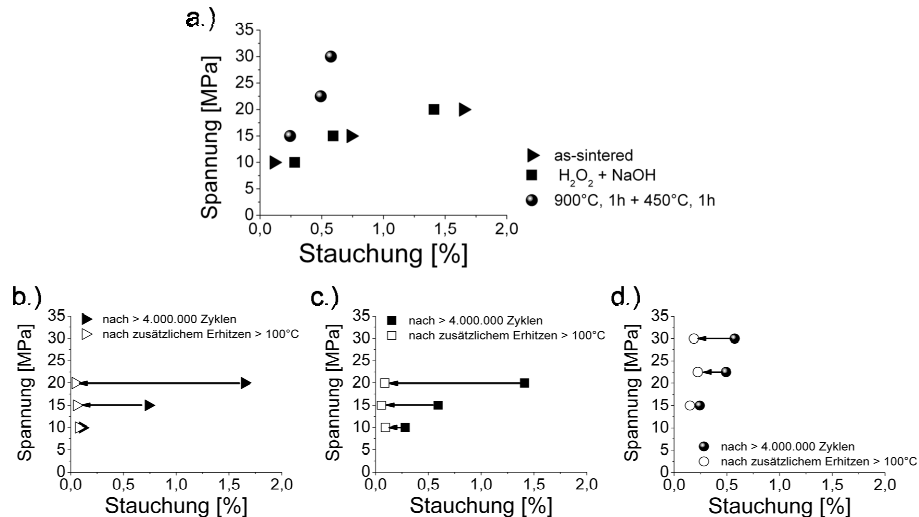 a.)
Spannung [MPa]
35
30
25
20
15
10
5
0
0,0 0,5 1,0 1,5 2,0
Stauchung [%]
as-sintered
H₂O₂ + NaOH
900°C, 1h + 450°C, 1h
b.)
Spannung [MPa]
35
30
25
20
15
10
5
0
nach > 4.000.000 Zyklen
nach zusätzlichem Erhitzen > 100°C
0,0 0,5 1,0 1,5 2,0
Stauchung [%]
c.)
Spannung [MPa]
35
30
25
20
15
10
5
0
nach > 4.000.000 Zyklen
nach zusätzlichem Erhitzen > 100°C
0,0 0,5 1,0 1,5 2,0
Stauchung [%]
d.)
Spannung [MPa]
35
30
25
20
15
10
5
0
nach > 4.000.000 Zyklen
nach zusätzlichem Erhitzen > 100°C
0,0 0,5 1,0 1,5 2,0
Stauchung [%]